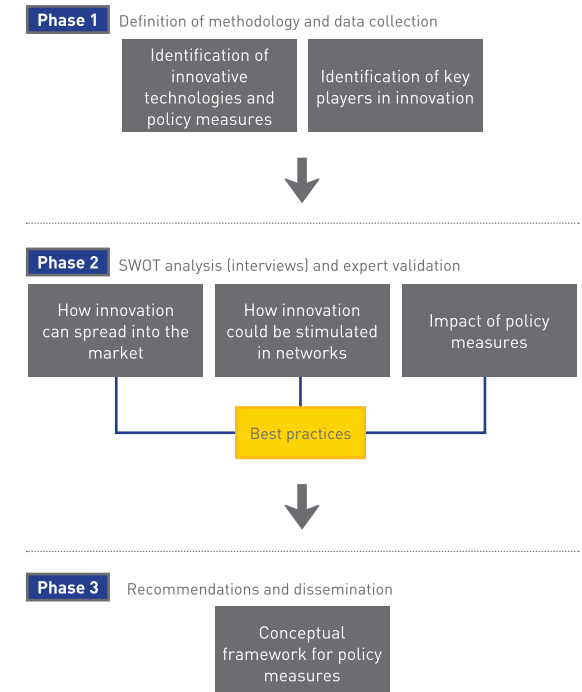 Phase 1 Definition of methodology and data collection
Identification of
innovative
technologies and
policy measures
Identification of key
players in innovation
Phase 2 SWOT analysis (interviews) and expert validation
How innovation
can spread into the
market
How innovation
could be stimulated
in networks
Impact of policy
measures
Best practices
Phase 3 Recommendations and dissemination
Conceptual
framework for policy
measures